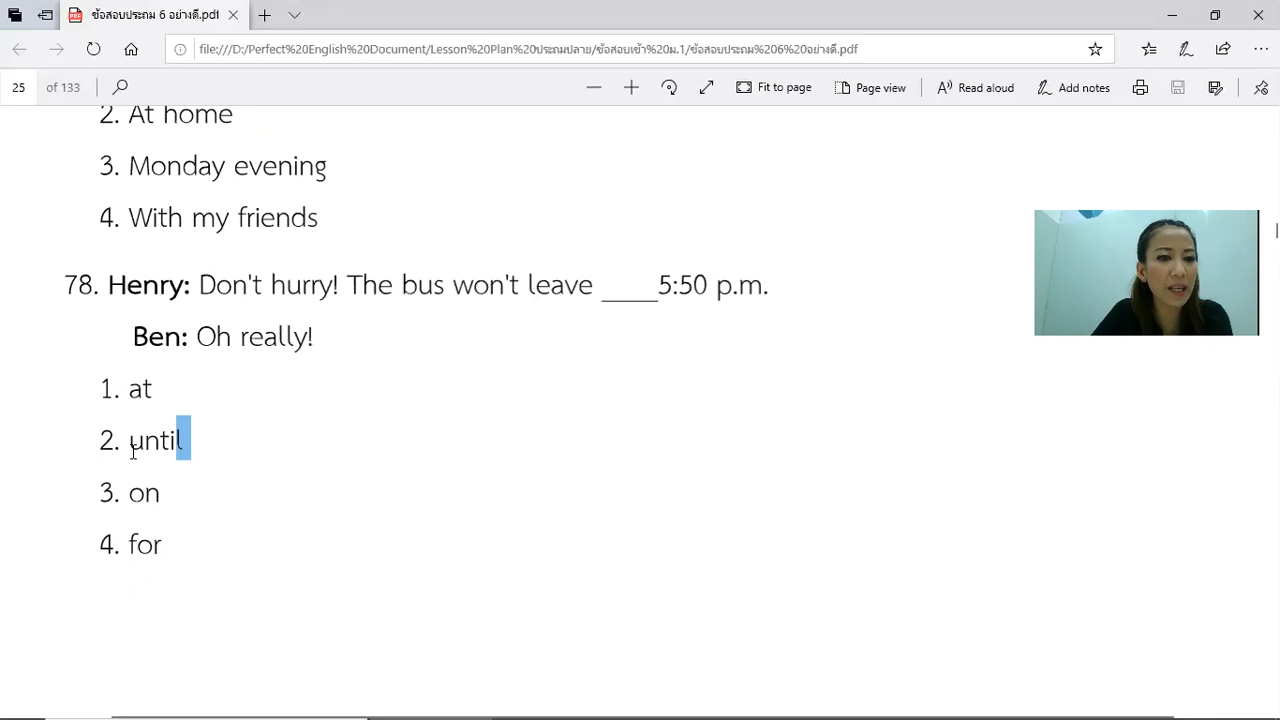 ข้อสอบประถม 6 อย่างดี.pdf
file:///D:/Perfect%20English%20Document/Lesson%20Plan%20ประถมปลาย/ข้อสอบเข้า%20ม.1/ข้อสอบประถม%206%20อย่างดี.pdf
25 of 133 Fit to page Page view Read aloud Add notes
2. At home
3. Monday evening
4. With my friends
78. Henry: Don't hurry! The bus won't leave ____5:50 p.m.
Ben: Oh really!
1. at
2. until
3. on
4. for